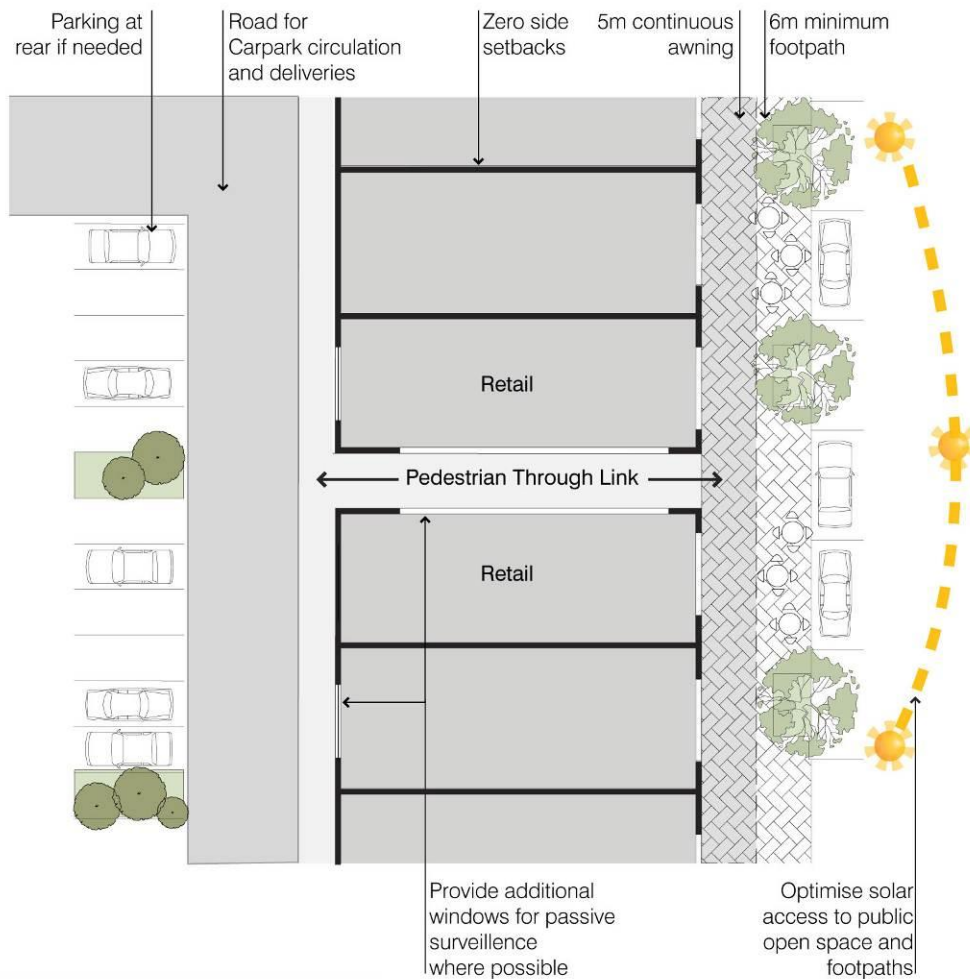 Parking at
rear if needed
Road for
Carpark circulation
and deliveries
Zero side
setbacks
5m continuous
awning
6m minimum
footpath
Retail
Pedestrian Through Link
Retail
Provide additional
windows for passive
surveillence
where possible
Optimise solar
access to public
open space and
footpaths